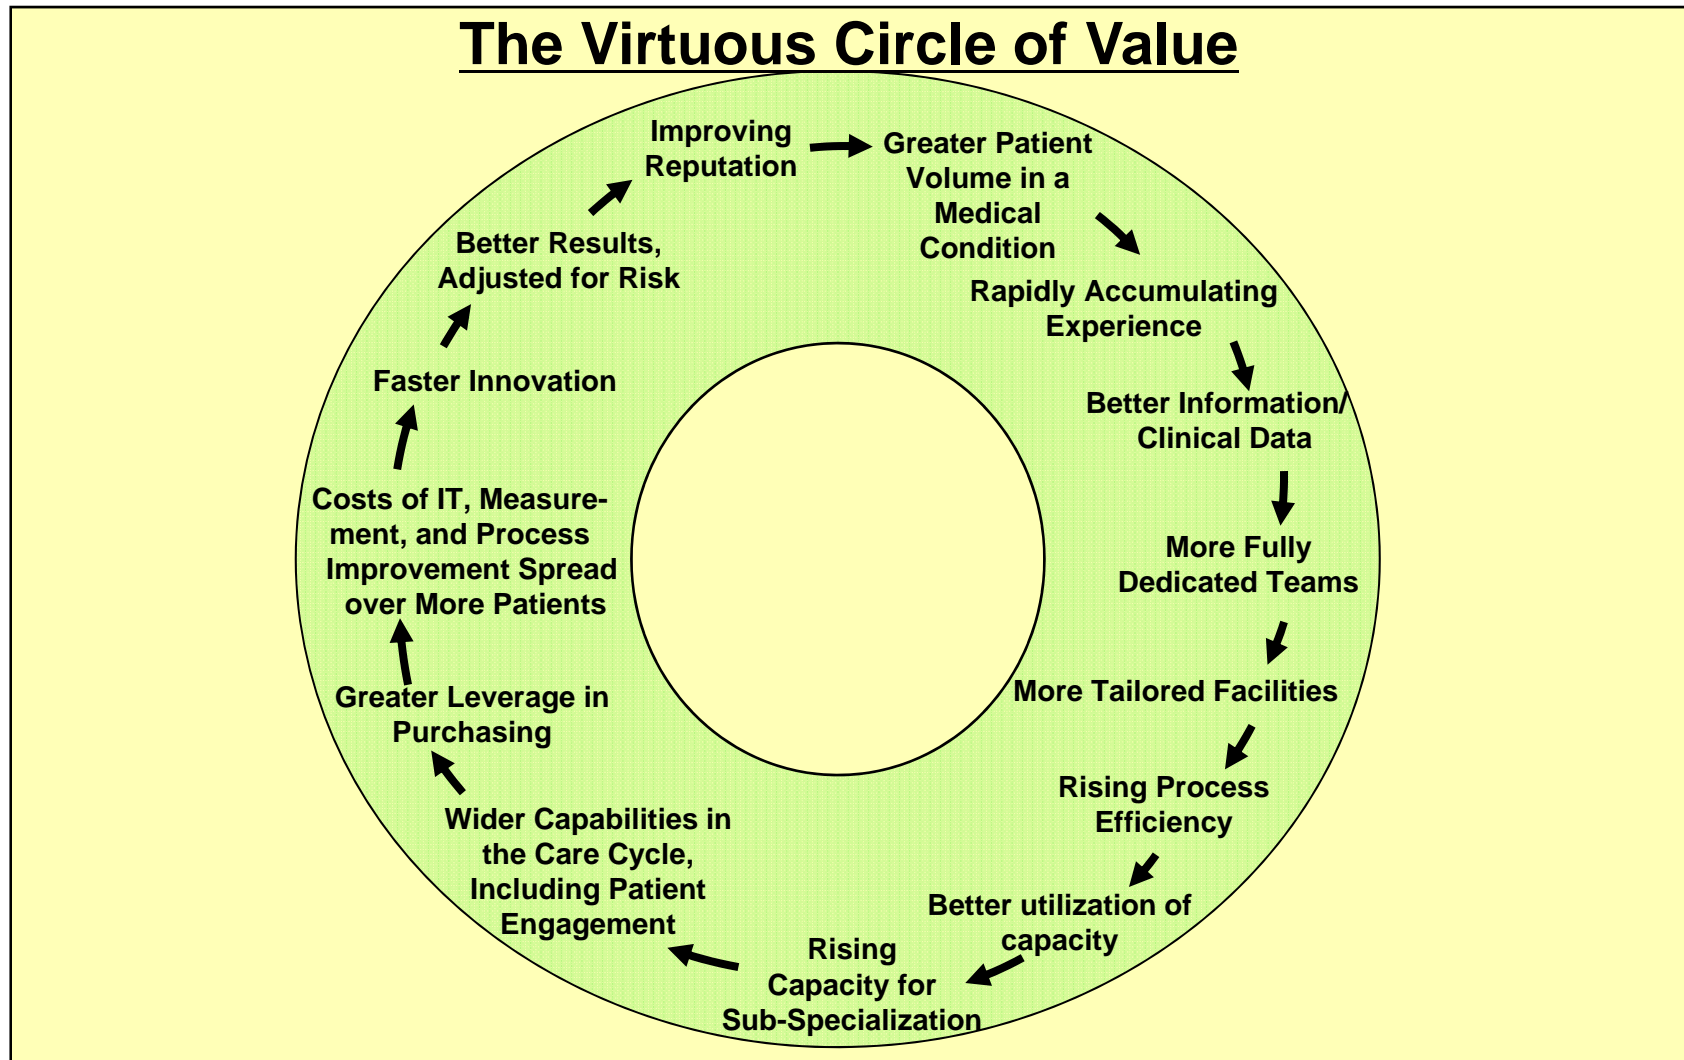 The Virtuous Circle of Value
Improving
Reputation
Greater Patient
Volume in a
Medical
Condition
Rapidly Accumulating
Experience
Better Information/
Clinical Data
More Fully
Dedicated Teams
More Tailored Facilities
Rising Process
Efficiency
Better utilization of
capacity
Rising
Capacity for
Sub-Specialization
Wider Capabilities in
the Care Cycle,
Including Patient
Engagement
Greater Leverage in
Purchasing
Costs of IT, Measure-
ment, and Process
Improvement Spread
over More Patients
Faster Innovation
Better Results,
Adjusted for Risk